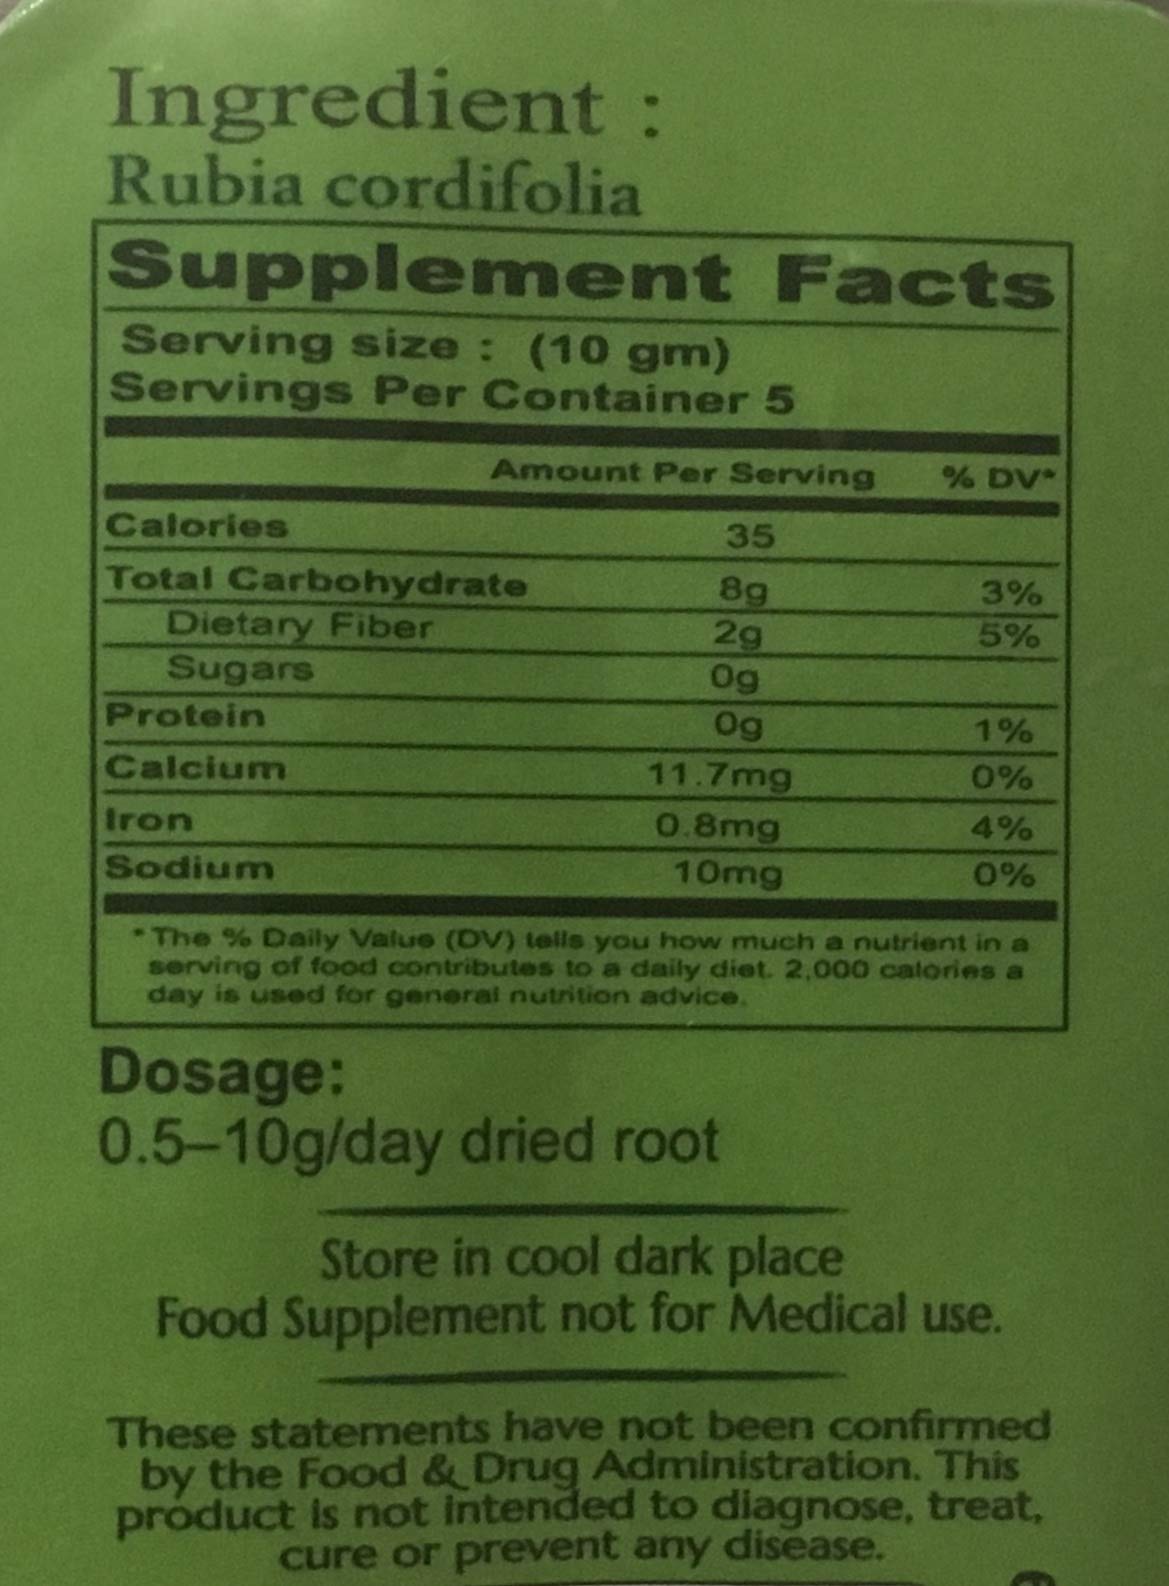 Ingredient :
Rubia cordifolia
Supplement Facts
Serving size : (10 gm)
Servings Per Container 5
Amount Per Serving % DV*
Calories 35
Total Carbohydrate 8g 3%
Dietary Fiber 2g 5%
Sugars 0g
Protein 0g 1%
Calcium 11.7mg 0%
Iron 0.8mg 4%
Sodium 10mg 0%
*The % Daily Value (DV) tells you how much a nutrient in a
serving of food contributes to a daily diet. 2,000 calories a
day is used for general nutrition advice.
Dosage:
0.5–10g/day dried root
Store in cool dark place
Food Supplement not for Medical use.
These statements have not been confirmed
by the Food & Drug Administration. This
product is not intended to diagnose, treat,
cure or prevent any disease.